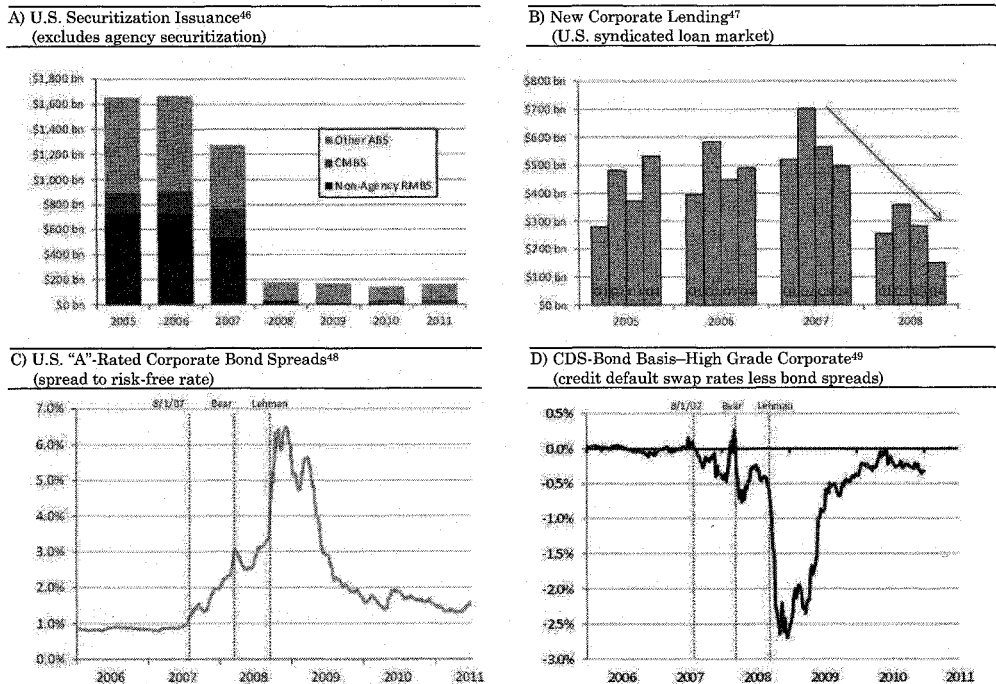 A) U.S. Securitization Issuance⁴⁶
(excludes agency securitization)
$1,800 bn
$1,600 bn
$1,400 bn
$1,200 bn
$1,000 bn
$800 bn
$600 bn
$400 bn
$200 bn
$0 bn
Other ABS
CMBS
Non-Agency RMBS
2005 2006 2007 2008 2009 2010 2011
B) New Corporate Lending⁴⁷
(U.S. syndicated loan market)
$800 bn
$700 bn
$600 bn
$500 bn
$400 bn
$300 bn
$200 bn
$100 bn
$0 bn
2005 2006 2007 2008
C) U.S. "A"-Rated Corporate Bond Spreads⁴⁸
(spread to risk-free rate)
8/1/07 Bear Lehman
7.0%
6.0%
5.0%
4.0%
3.0%
2.0%
1.0%
0.0%
2006 2007 2008 2009 2010 2011
D) CDS-Bond Basis–High Grade Corporate⁴⁹
(credit default swap rates less bond spreads)
8/1/07 Bear Lehman
0.5%
0.0%
-0.5%
-1.0%
-1.5%
-2.0%
-2.5%
-3.0%
2006 2007 2008 2009 2010 2011